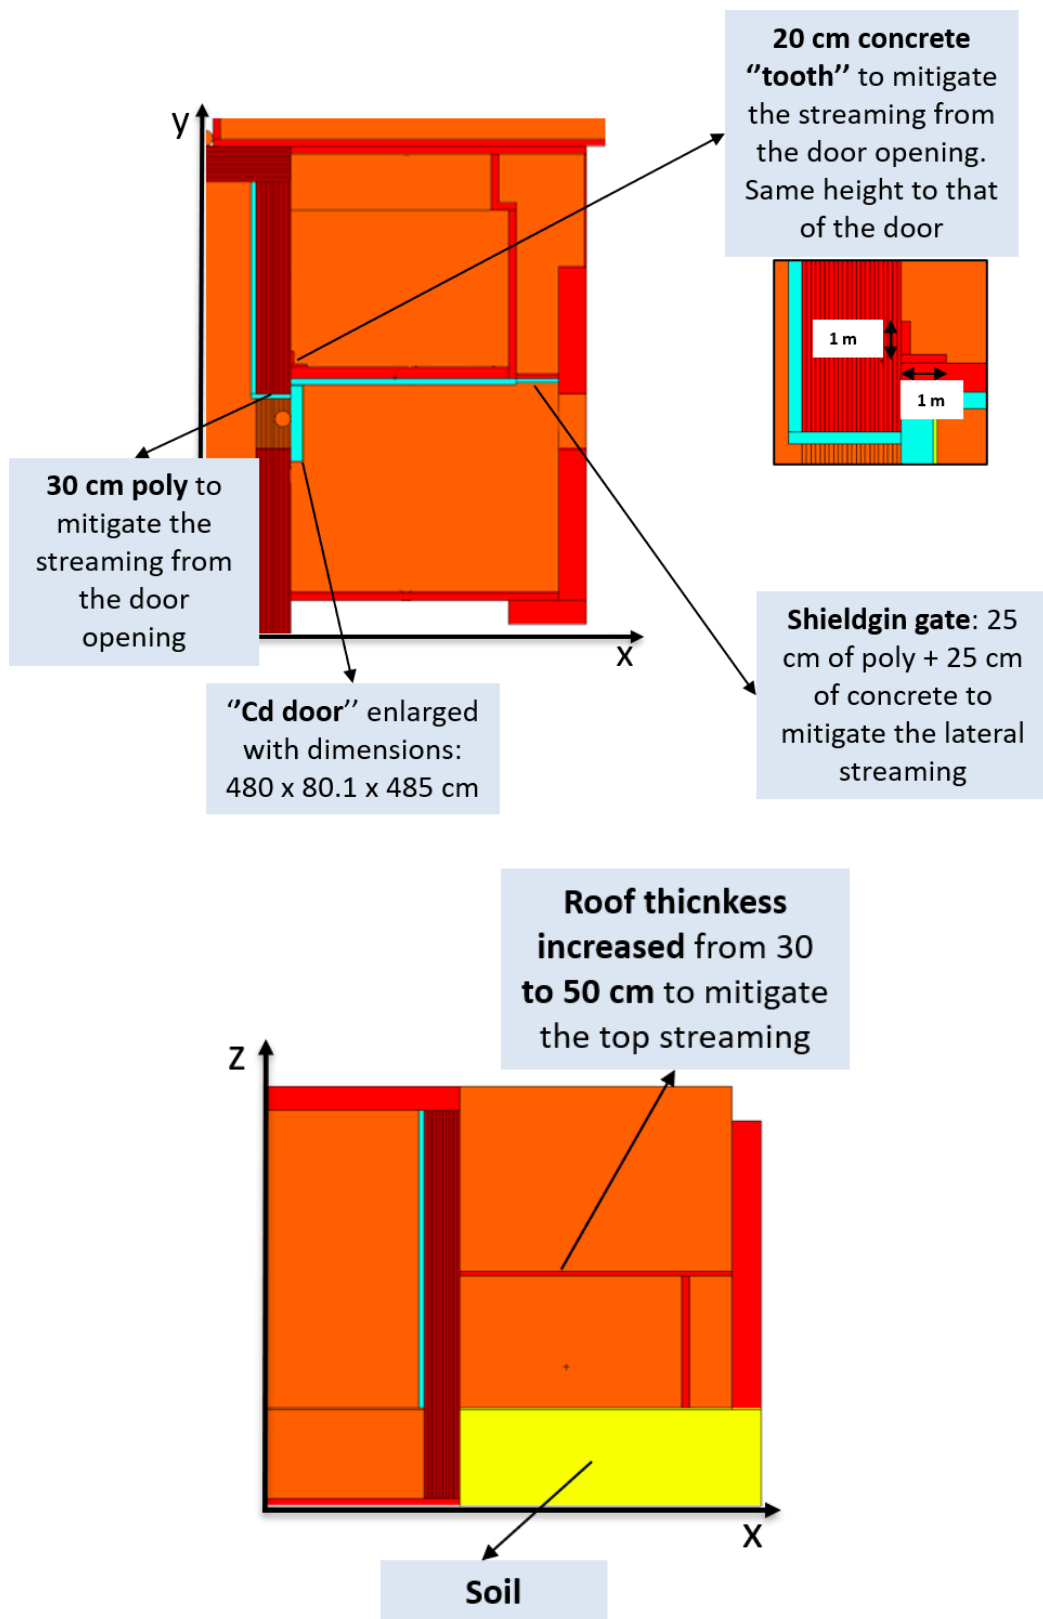 20 cm concrete
‘‘tooth’’ to mitigate
the streaming from
the door opening.
Same height to that
of the door
y
1 m
1 m
30 cm poly to
mitigate the
streaming from
the door
opening
x
‘‘Cd door’’ enlarged
with dimensions:
480 x 80.1 x 485 cm
Shieldgin gate: 25
cm of poly + 25 cm
of concrete to
mitigate the lateral
streaming
Roof thicnkess
increased from 30
to 50 cm to mitigate
the top streaming
z
x
Soil